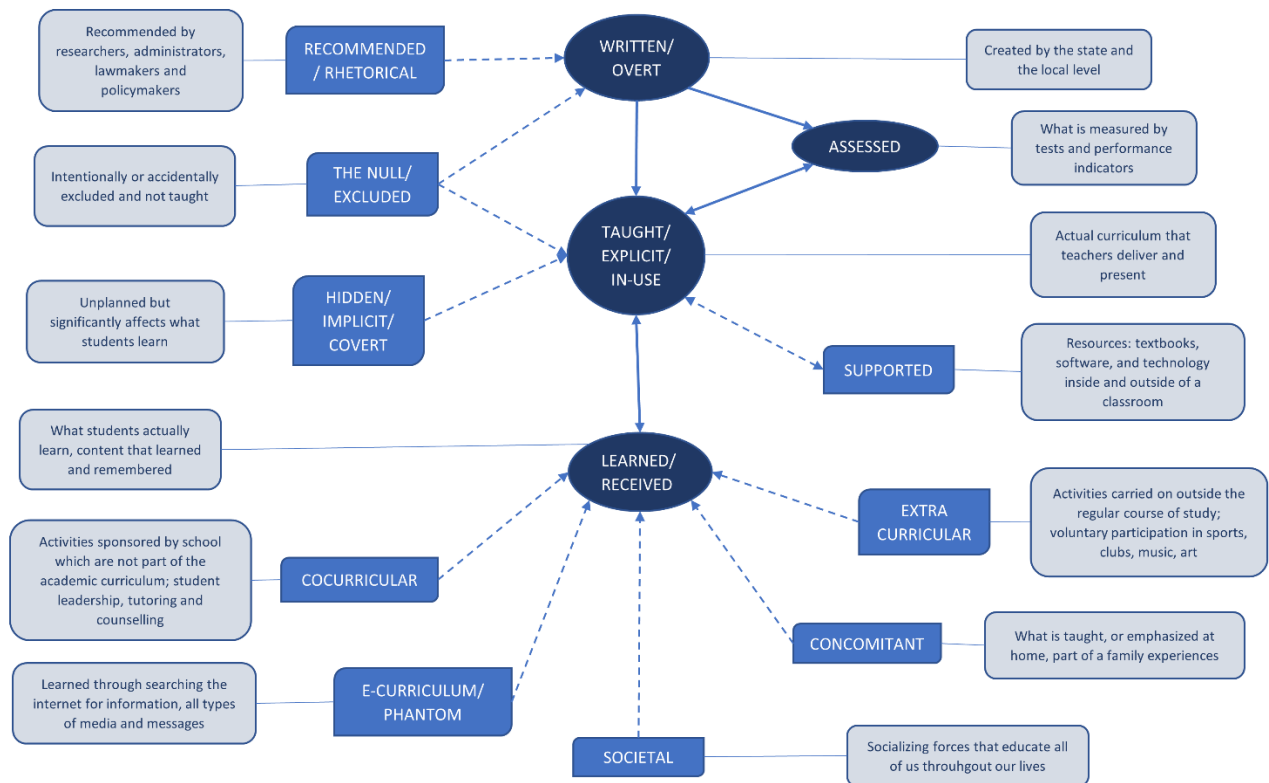 Recommended by
researchers, administrators,
lawmakers and
policymakers
RECOMMENDED
/ RHETORICAL
WRITTEN/
OVERT
Created by the state and
the local level
ASSESSED
What is measured by
tests and performance
indicators
Intentionally or accidentally
excluded and not taught
THE NULL/
EXCLUDED
TAUGHT/
EXPLICIT/
IN-USE
Actual curriculum that
teachers deliver and
present
Unplanned but
significantly affects what
students learn
HIDDEN/
IMPLICIT/
COVERT
SUPPORTED
Resources: textbooks,
software, and technology
inside and outside of a
classroom
What students actually
learn, content that learned
and remembered
LEARNED/
RECEIVED
EXTRA
CURRICULAR
Activities carried on outside the
regular course of study;
voluntary participation in sports,
clubs, music, art
Activities sponsored by school
which are not part of the
academic curriculum; student
leadership, tutoring and
counselling
COCURRICULAR
CONCOMITANT
What is taught, or emphasized at
home, part of a family experiences
Learned through searching the
internet for information, all
types of media and messages
E-CURRICULUM/
PHANTOM
SOCIETAL
Socializing forces that educate all
of us throuhgout our lives